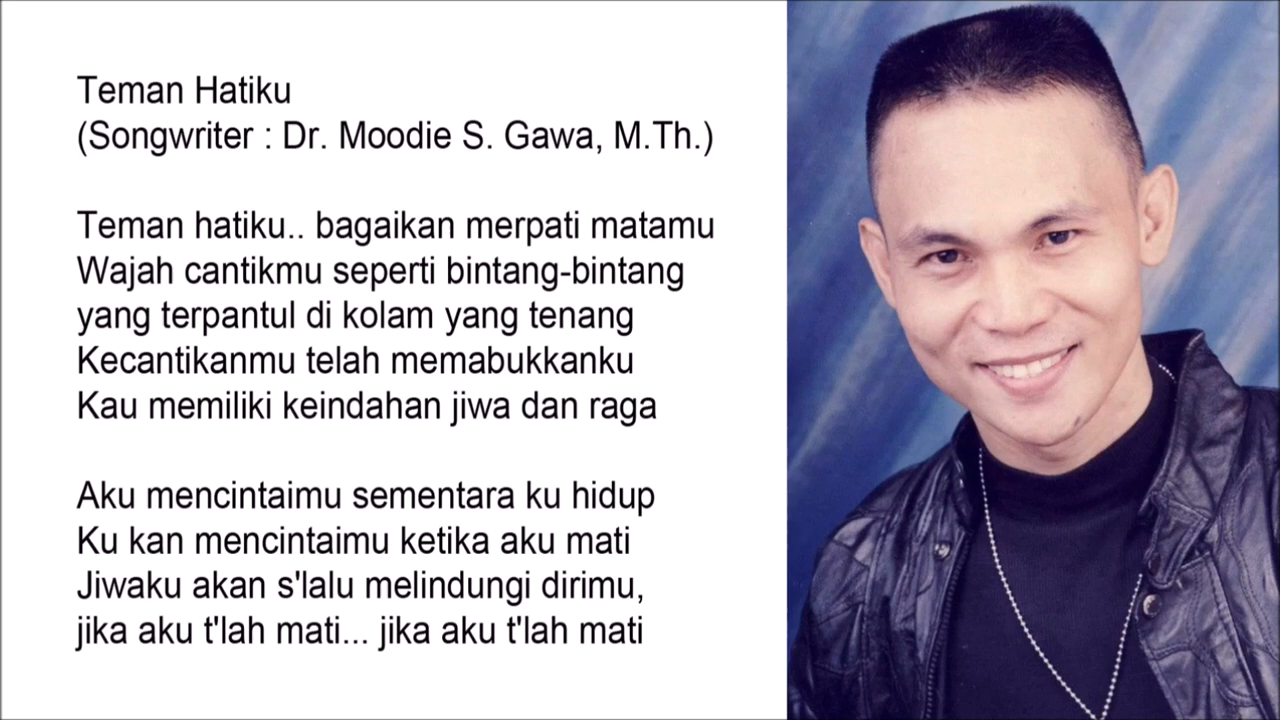 Teman Hatiku
(Songwriter : Dr. Moodie S. Gawa, M.Th.)
Teman hatiku.. bagaikan merpati matamu
Wajah cantikmu seperti bintang-bintang
yang terpantul di kolam yang tenang
Kecantikanmu telah memabukkanku
Kau memiliki keindahan jiwa dan raga
Aku mencintaimu sementara ku hidup
Ku kan mencintaimu ketika aku mati
Jiwaku akan s'lalu melindungi dirimu,
jika aku t'lah mati... jika aku t'lah mati